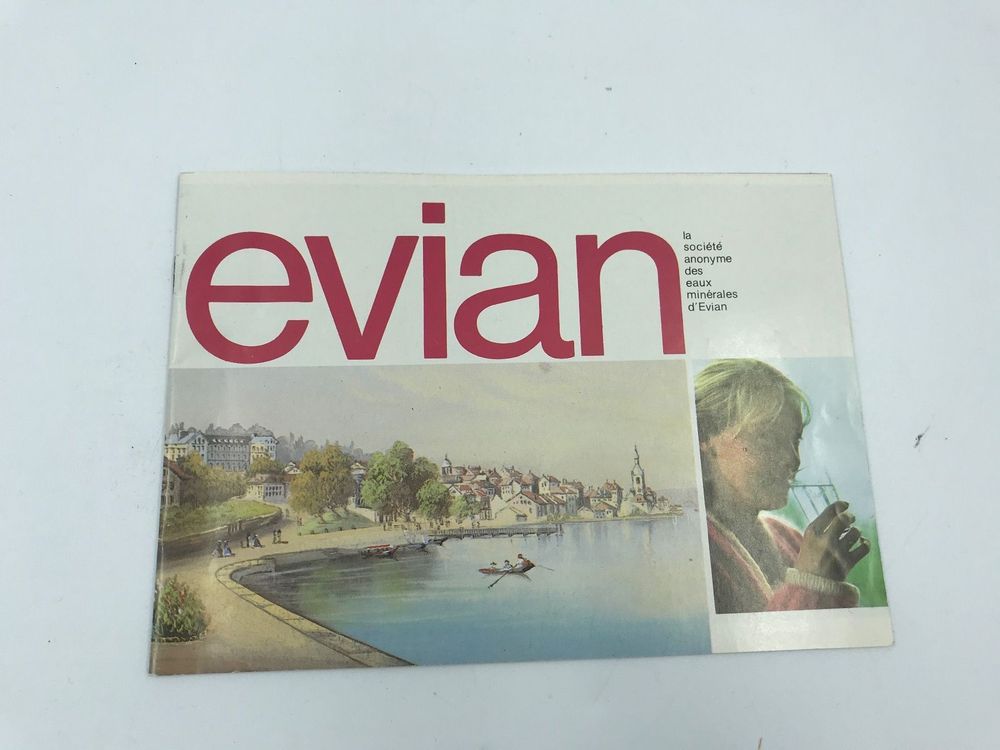 evian
la
société
anonyme
des
eaux
minérales
d'Evian